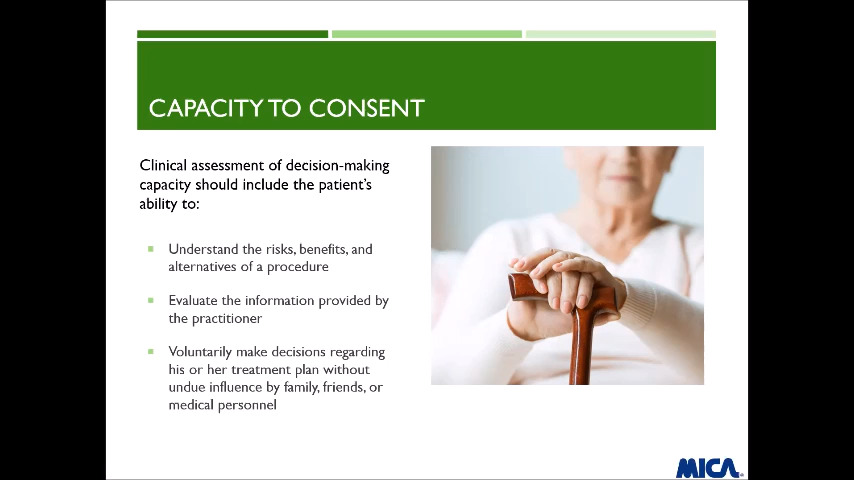 CAPACITY TO CONSENT
Clinical assessment of decision-making
capacity should include the patient's
ability to:
Understand the risks, benefits, and
alternatives of a procedure
Evaluate the information provided by
the practitioner
Voluntarily make decisions regarding
his or her treatment plan without
undue influence by family, friends, or
medical personnel
MICA